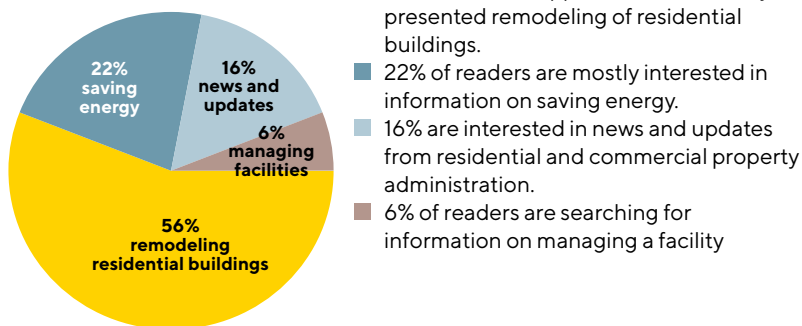 presented remodeling of residential
buildings.
22% of readers are mostly interested in
information on saving energy.
16% are interested in news and updates
from residential and commercial property
administration.
6% of readers are searching for
information on managing a facility
22%
saving
energy
16%
news and
updates
6%
managing
facilities
56%
remodeling
residential buildings